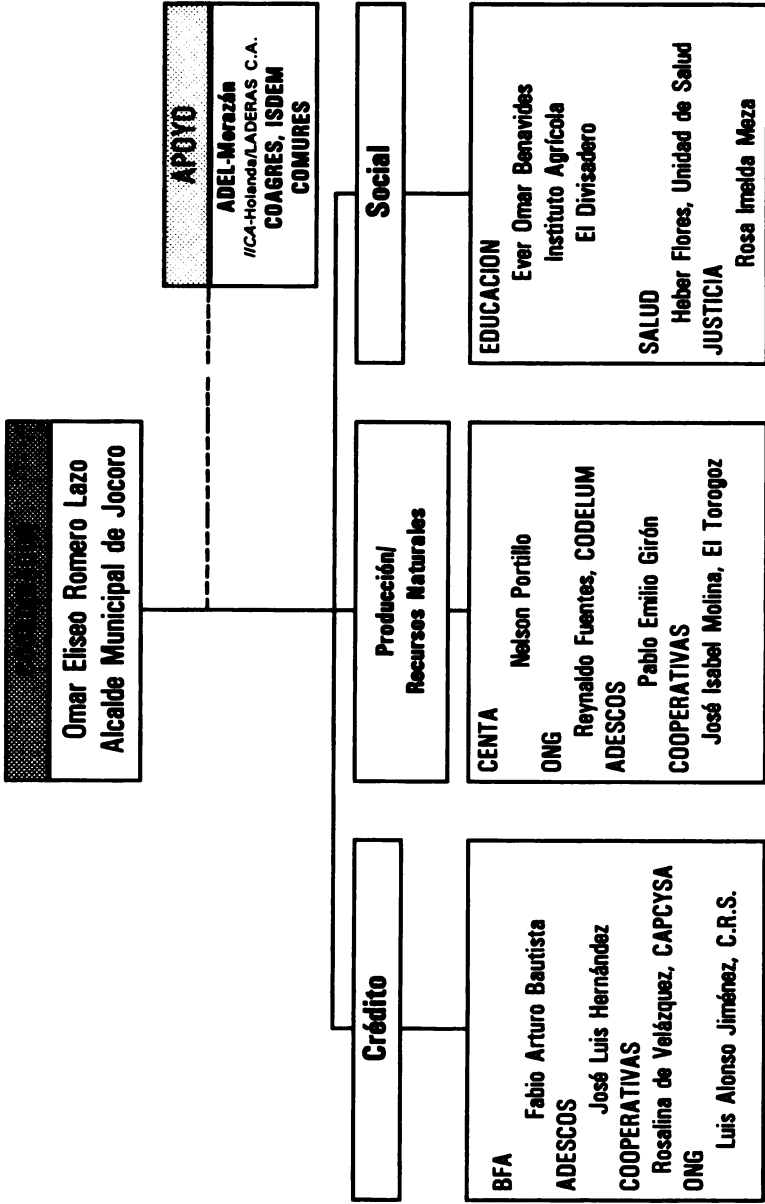 Omar Eliseo Romero Lazo
Alcalde Municipal de Jocoro
APOYO
ADEL-Morazán
IICA-Holanda/LADERAS C.A.
COAGRES, ISDEM
COMURES
Crédito
BFA
Fabio Arturo Bautista
ADESCOS
José Luis Hernández
COOPERATIVAS
Rosalina de Velázquez, CAPCYSA
ONG
Luis Alonso Jiménez, C.R.S.
Producción/
Recursos Naturales
CENTA
Nelson Portillo
ONG
Reynaldo Fuentes, CODELUM
ADESCOS
Pablo Emilio Girón
COOPERATIVAS
José Isabel Molina, El Torogoz
Social
EDUCACION
Ever Omar Benavides
Instituto Agrícola
El Divisadero
SALUD
Heber Flores, Unidad de Salud
JUSTICIA
Rosa Imelda Meza